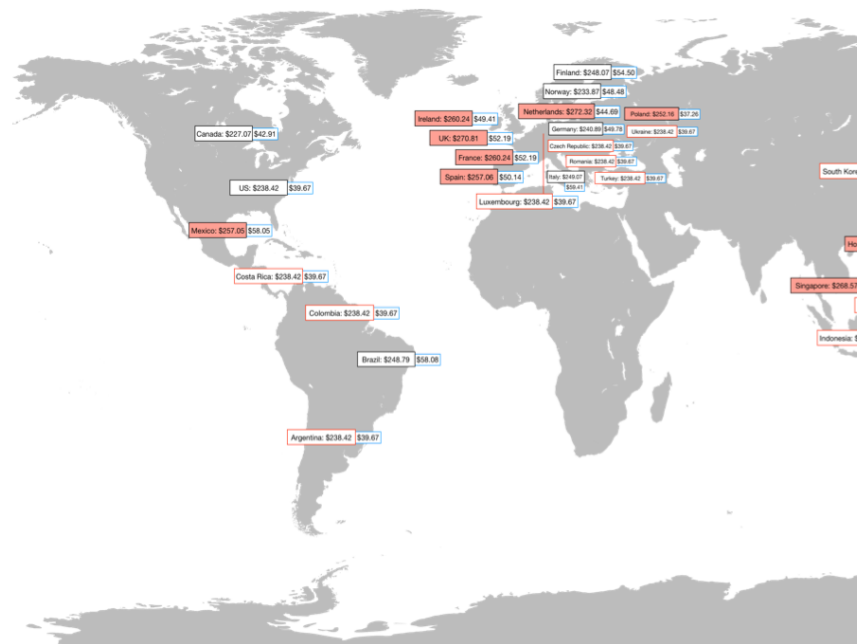 Finland: $248.07 $54.50
Norway: $233.87 $48.48
Netherlands: $272.32 $44.69
Poland: $252.16 $37.26
Ireland: $260.24 $49.41
Germany: $240.89 $49.78
Ukraine: $238.42 $39.67
Canada: $227.07 $42.91
UK: $270.81 $52.19
Czech Republic: $238.42 $39.67
France: $260.24 $52.19
Romania: $238.42 $39.67
South Kore
Spain: $257.06 $50.14
Italy: $249.07
$59.41
Turkey: $238.42 $39.67
US: $238.42 $39.67
Luxembourg: $238.42 $39.67
Mexico: $257.05 $58.05
Ho
Costa Rica: $238.42 $39.67
Singapore: $268.57
Colombia: $238.42 $39.67
Indonesia: $
Brazil: $248.79 $58.08
Argentina: $238.42 $39.67